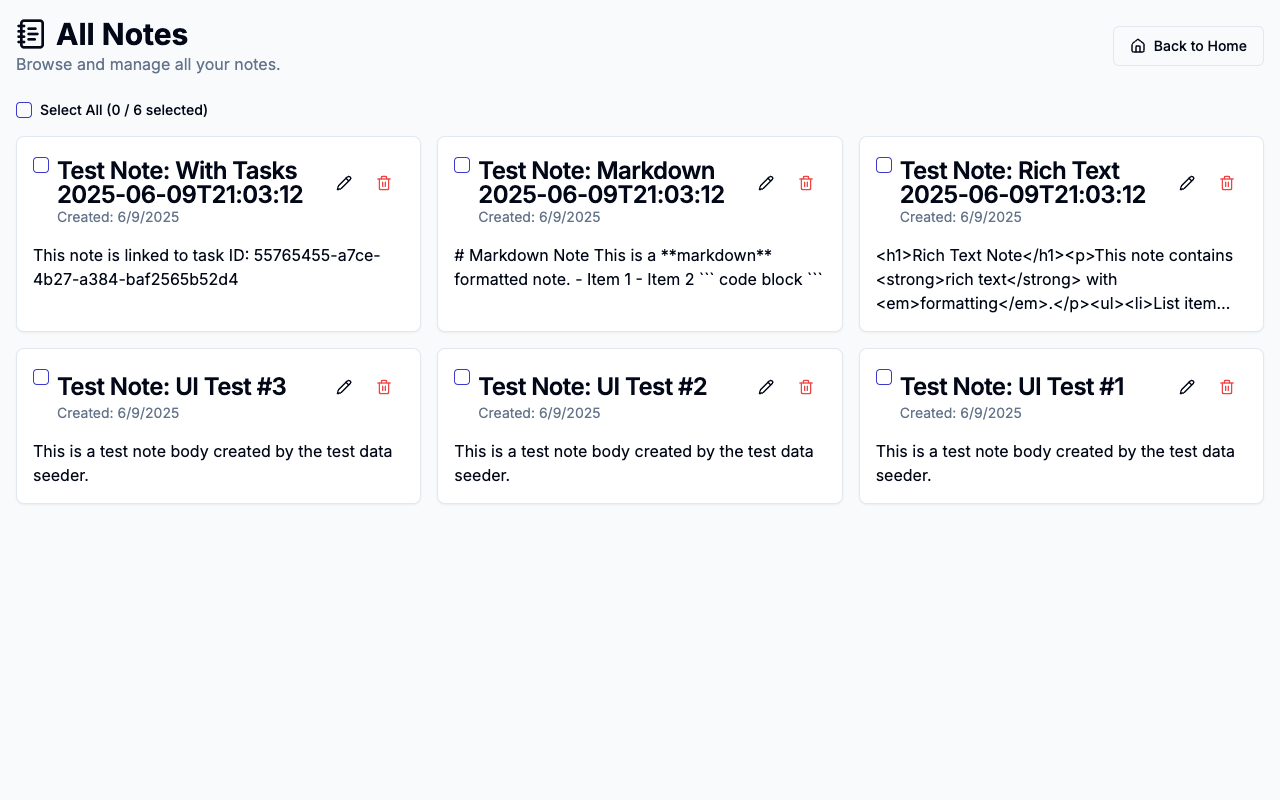 All Notes
Browse and manage all your notes.
Back to Home
Select All (0 / 6 selected)
Test Note: With Tasks
2025-06-09T21:03:12
Created: 6/9/2025
This note is linked to task ID: 55765455-a7ce-
4b27-a384-baf2565b52d4
Test Note: Markdown
2025-06-09T21:03:12
Created: 6/9/2025
# Markdown Note This is a **markdown**
formatted note. - Item 1 - Item 2 ``` code block ```
Test Note: Rich Text
2025-06-09T21:03:12
Created: 6/9/2025
<h1>Rich Text Note</h1><p>This note contains
<strong>rich text</strong> with
<em>formatting</em>.</p><ul><li>List item...
Test Note: UI Test #3
Created: 6/9/2025
This is a test note body created by the test data
seeder.
Test Note: UI Test #2
Created: 6/9/2025
This is a test note body created by the test data
seeder.
Test Note: UI Test #1
Created: 6/9/2025
This is a test note body created by the test data
seeder.